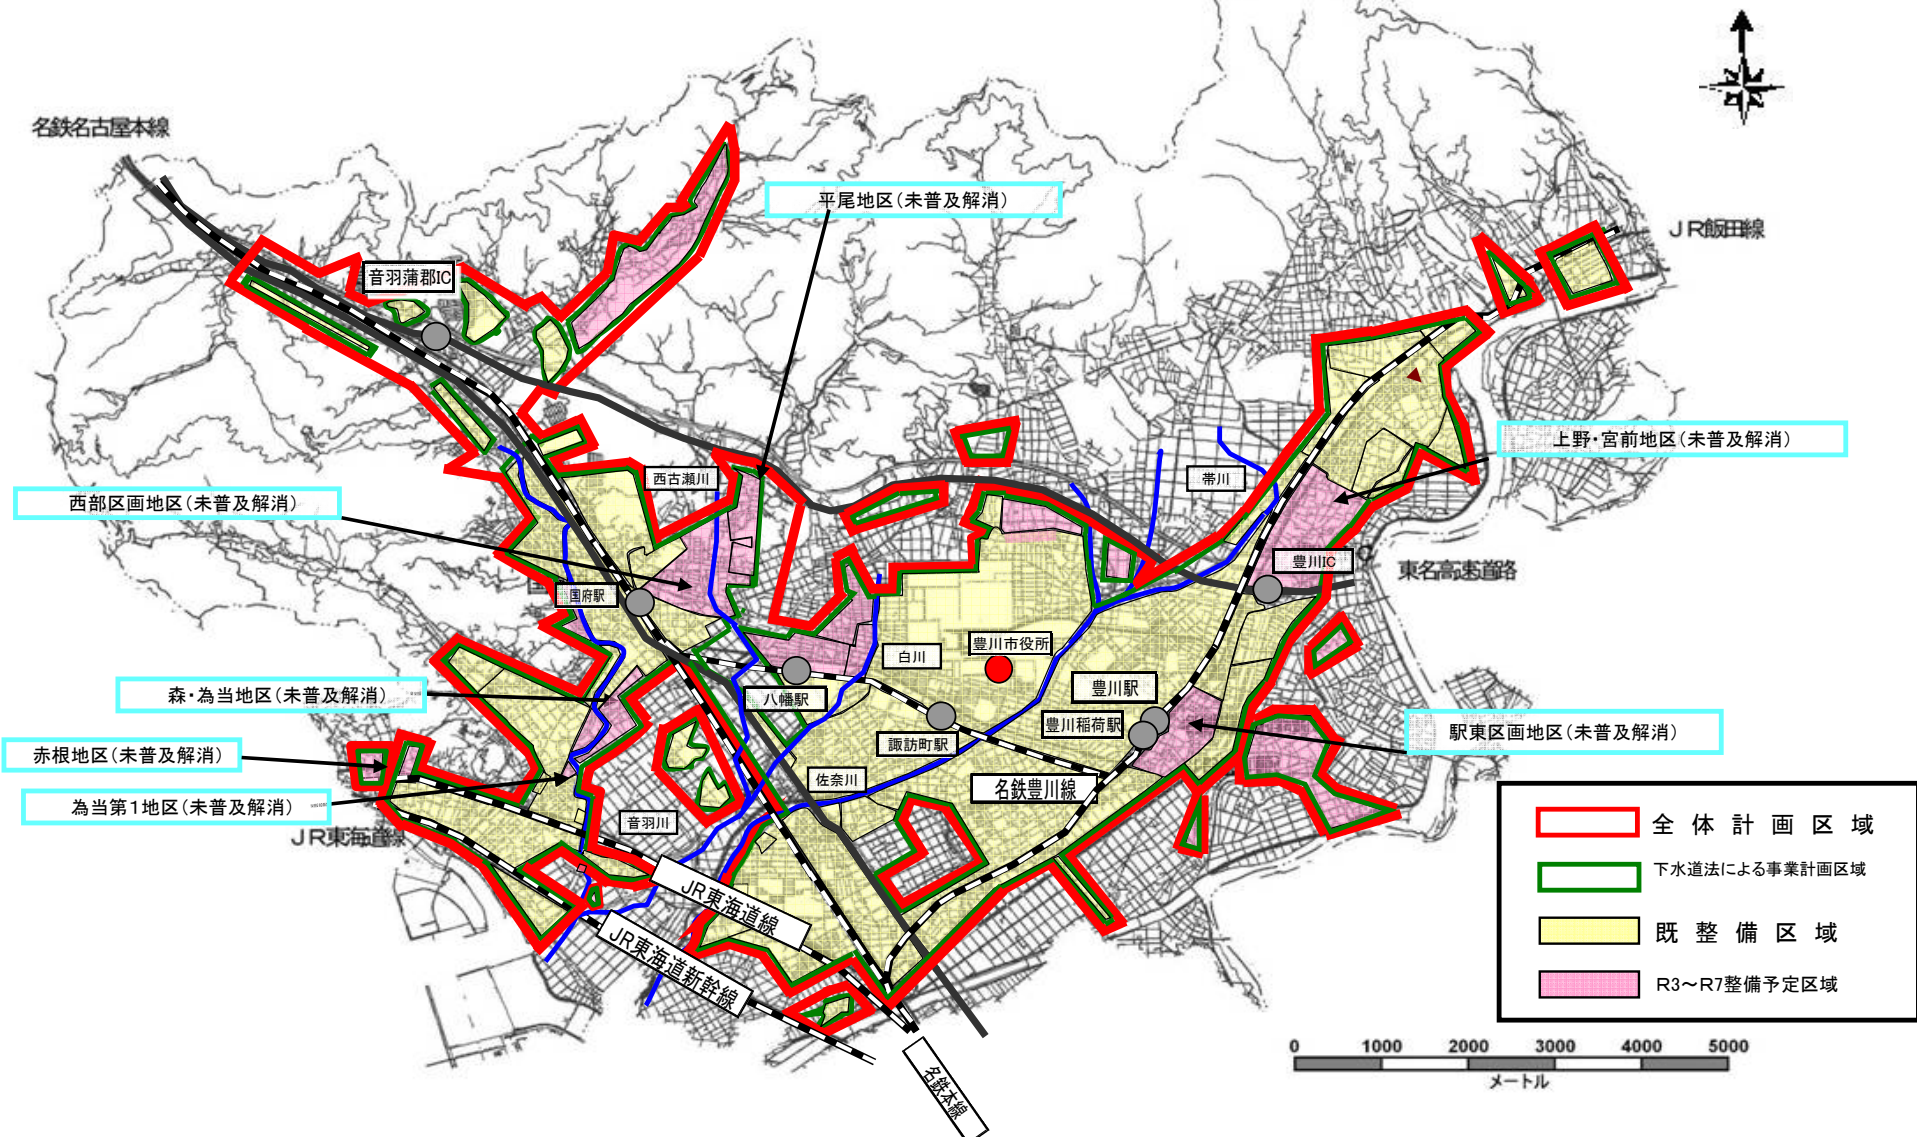 名鉄名古屋本線
平尾地区(未普及解消)
JR飯田線
音羽蒲郡IC
上野・宮前地区(未普及解消)
西古瀬川
帯川
西部区画地区(未普及解消)
豊川IC
東名高速道路
国府駅
豊川市役所
白川
森・為当地区(未普及解消)
八幡駅
豊川駅
豊川稲荷駅
駅東区画地区(未普及解消)
諏訪町駅
赤根地区(未普及解消)
佐奈川
名鉄豊川線
為当第1地区(未普及解消)
音羽川
JR東海道線
JR東海道線
JR東海道新幹線
名鉄本線
全体計画区域
下水道法による事業計画区域
既整備区域
R3~R7整備予定区域
0 1000 2000 3000 4000 5000
メートル